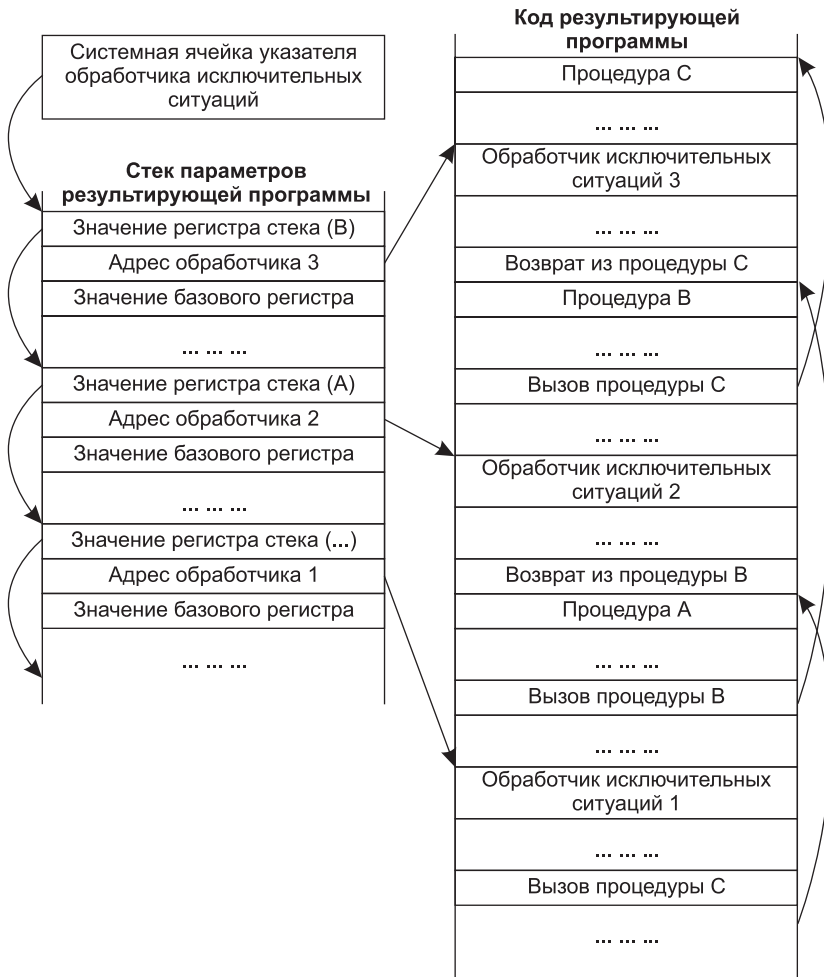 Системная ячейка указателя
обработчика исключительных
ситуаций
Стек параметров
результирующей программы
Значение регистра стека (В)
Адрес обработчика 3
Значение базового регистра
... ... ...
Значение регистра стека (А)
Адрес обработчика 2
Значение базового регистра
... ... ...
Значение регистра стека (...)
Адрес обработчика 1
Значение базового регистра
... ... ...
Код результирующей
программы
Процедура С
... ... ...
Обработчик исключительных
ситуаций 3
... ... ...
Возврат из процедуры С
Процедура В
... ... ...
Вызов процедуры С
... ... ...
Обработчик исключительных
ситуаций 2
... ... ...
Возврат из процедуры В
Процедура А
... ... ...
Вызов процедуры В
... ... ...
Обработчик исключительных
ситуаций 1
... ... ...
Вызов процедуры С
... ... ...